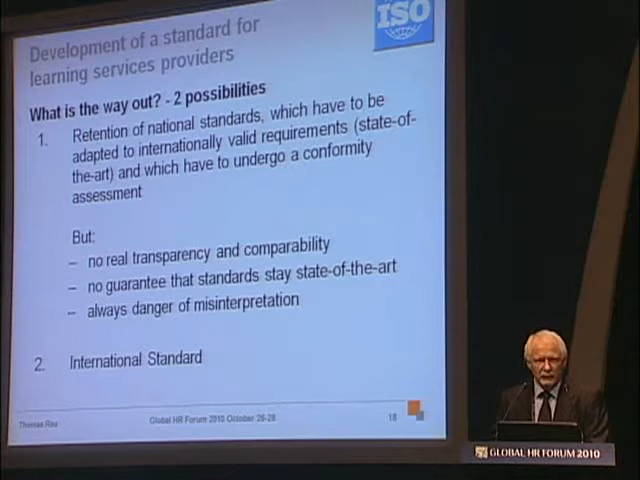 Development of a standard for
learning services providers
ISO
What is the way out? - 2 possibilities
1. Retention of national standards, which have to be
adapted to internationally valid requirements (state-of-
the-art) and which have to undergo a conformity
assessment
But:
– no real transparency and comparability
– no guarantee that standards stay state-of-the-art
– always danger of misinterpretation
2. International Standard
Thomas Rau Global HR Forum 2010 October 26-28 18
GLOBAL HR FORUM 2010